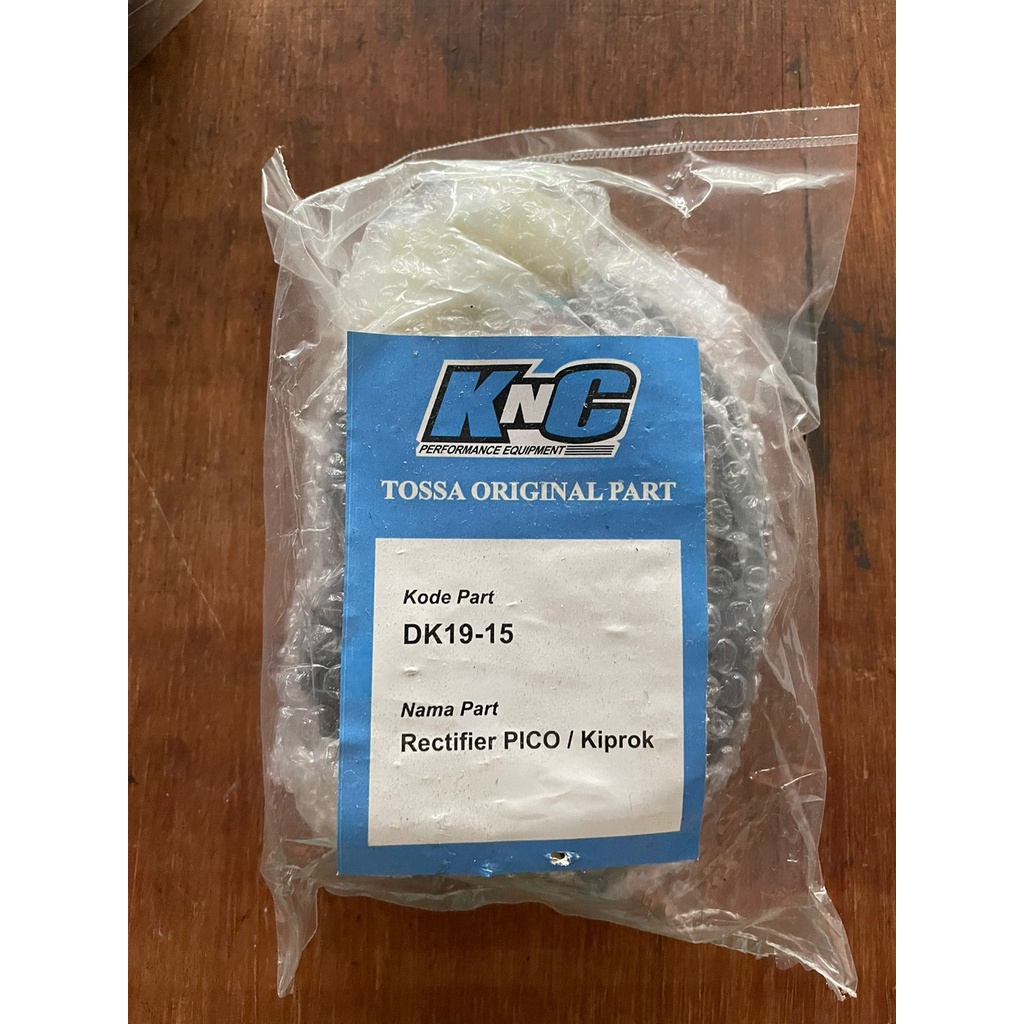 KNC
PERFORMANCE EQUIPMENT
TOSSA ORIGINAL PART
Kode Part
DK19-15
Nama Part
Rectifier PICO / Kiprok